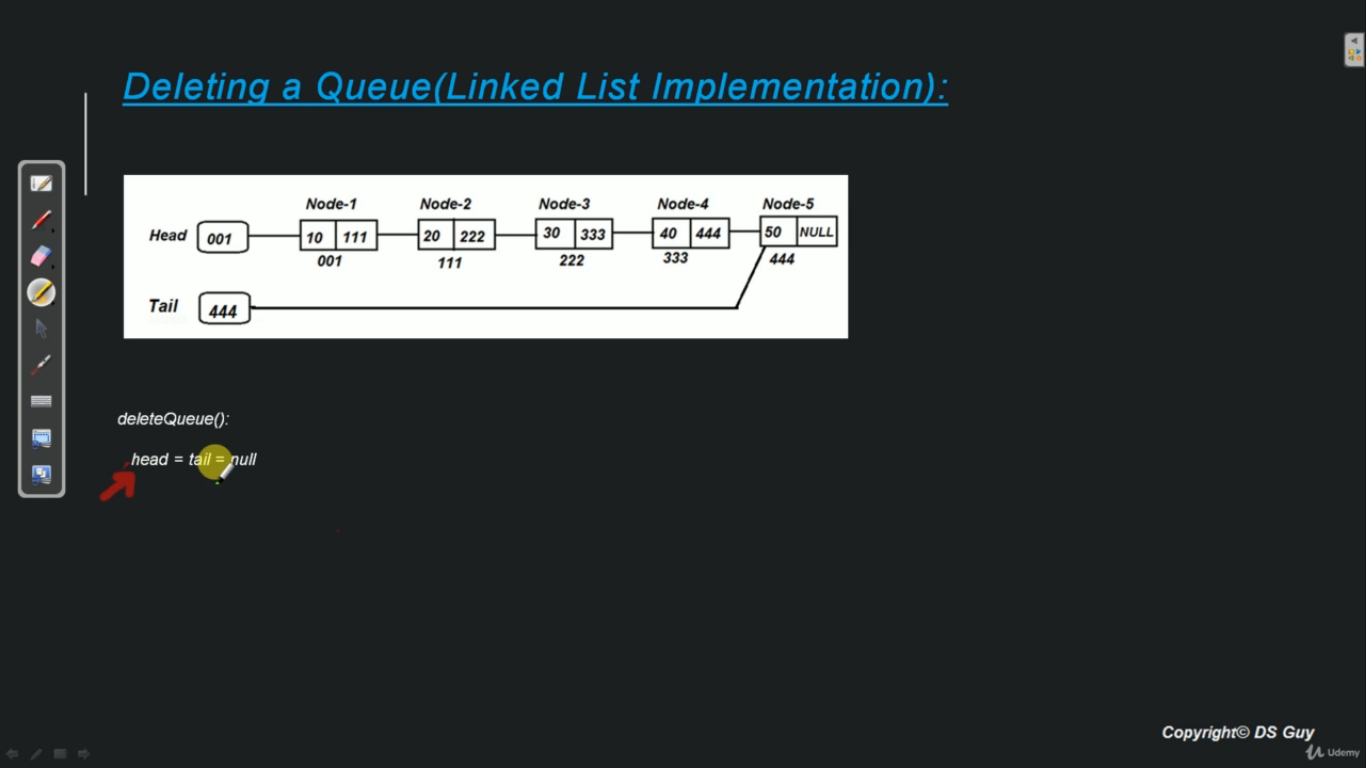 Deleting a Queue(Linked List Implementation):
Node-1 Node-2 Node-3 Node-4 Node-5
Head 001 10 111 20 222 30 333 40 444 50 NULL
001 111 222 333 444
Tail 444
deleteQueue():
head = tail = null
Copyright© DS Guy
Udemy